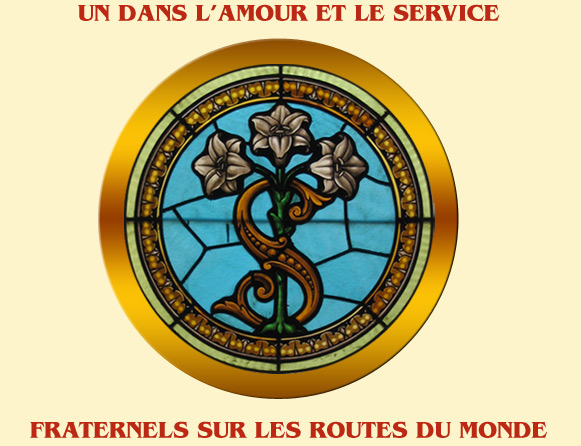 UN DANS L'AMOUR ET LE SERVICE
S
FRATERNELS SUR LES ROUTES DU MONDE